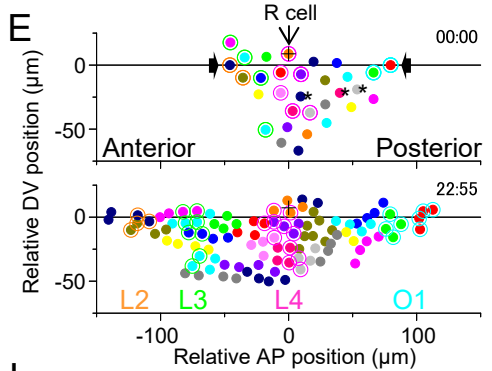 E
R cell
00:00
0
-50
* * *
Anterior Posterior
22:55
0
-50
L2 L3 L4 O1
-100 0 100
Relative AP position (µm)
Relative DV position (µm)